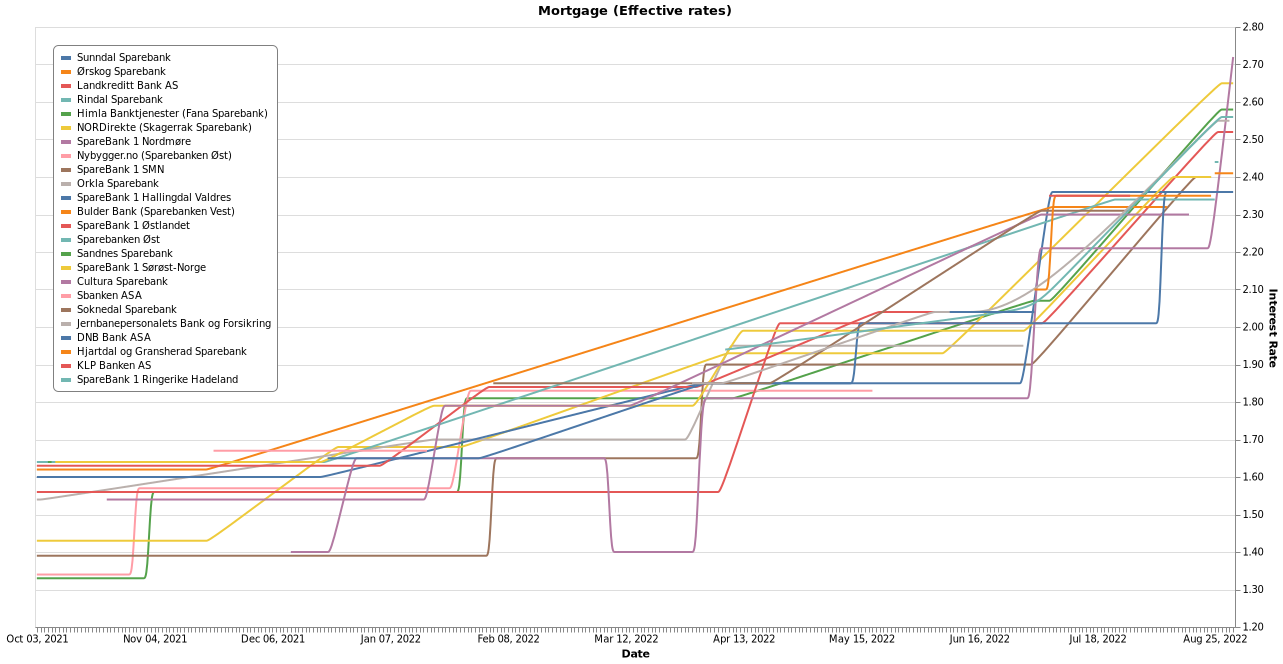 Mortgage (Effective rates)
Sunndal Sparebank
Ørskog Sparebank
Landkreditt Bank AS
Rindal Sparebank
Himla Banktjenester (Fana Sparebank)
NORDirekte (Skagerrak Sparebank)
SpareBank 1 Nordmøre
Nybygger.no (Sparebanken Øst)
SpareBank 1 SMN
Orkla Sparebank
SpareBank 1 Hallingdal Valdres
Bulder Bank (Sparebanken Vest)
SpareBank 1 Østlandet
Sparebanken Øst
Sandnes Sparebank
SpareBank 1 Sørøst-Norge
Cultura Sparebank
Sbanken ASA
Soknedal Sparebank
Jernbanepersonalets Bank og Forsikring
DNB Bank ASA
Hjartdal og Gransherad Sparebank
KLP Banken AS
SpareBank 1 Ringerike Hadeland
2.80
2.70
2.60
2.50
2.40
2.30
2.20
2.10
2.00
1.90
1.80
1.70
1.60
1.50
1.40
1.30
1.20
Interest Rate
Oct 03, 2021 Nov 04, 2021 Dec 06, 2021 Jan 07, 2022 Feb 08, 2022 Mar 12, 2022 Apr 13, 2022 May 15, 2022 Jun 16, 2022 Jul 18, 2022 Aug 25, 2022
Date